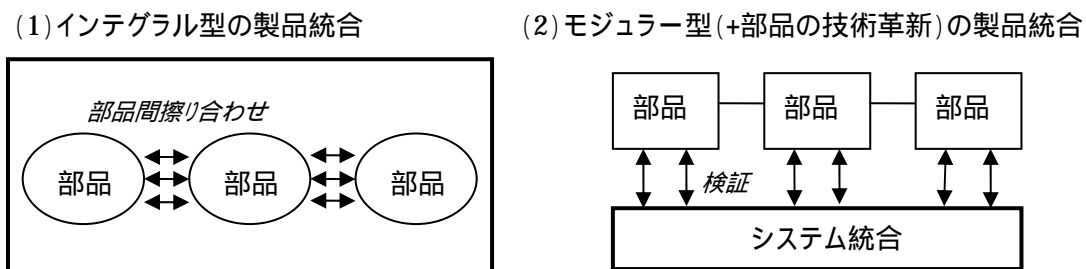 (1)インテグラル型の製品統合
部品間擦り合わせ
部品 部品 部品
(2)モジュラー型(+部品の技術革新)の製品統合
部品 部品 部品
検証
システム統合